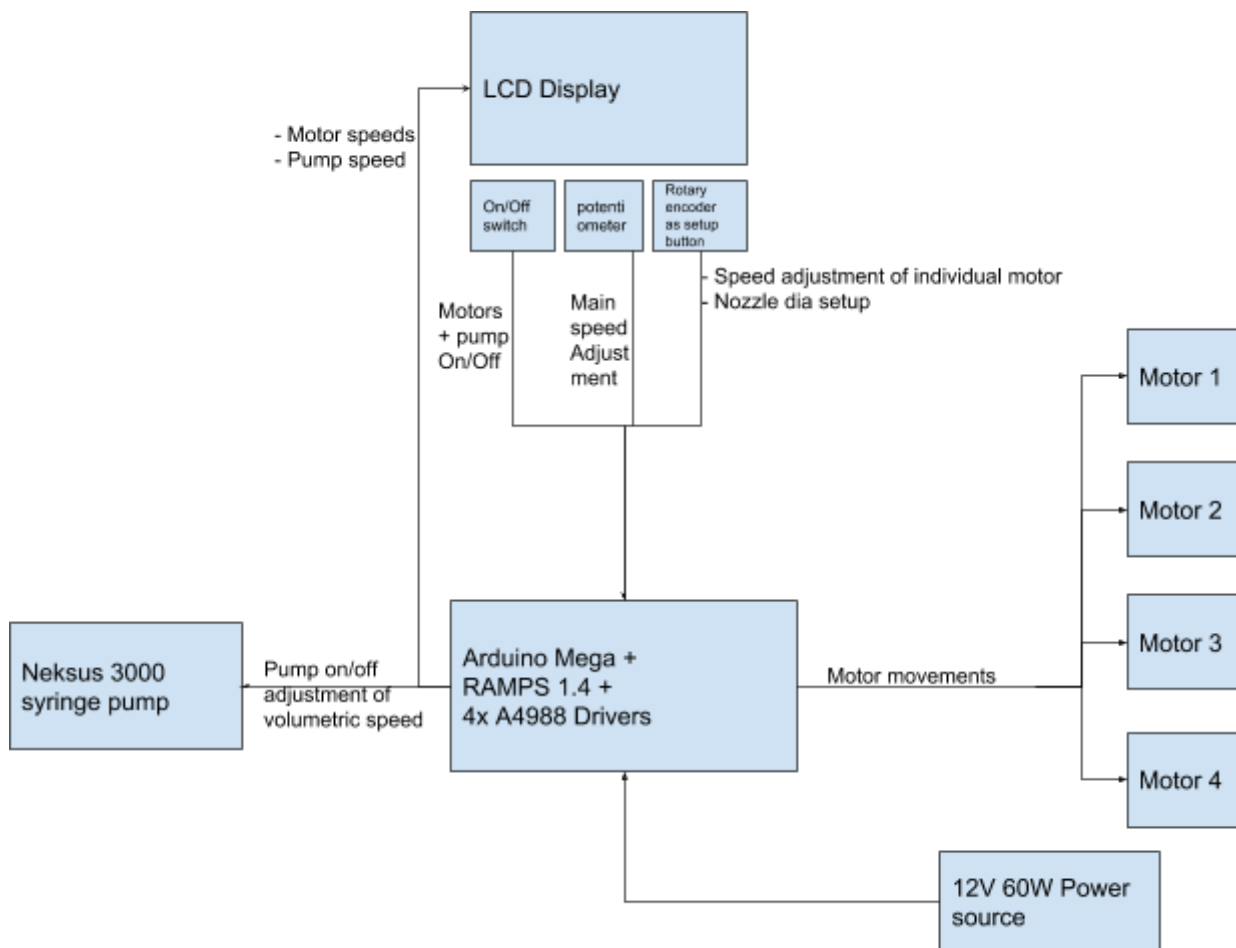 LCD Display
- Motor speeds
- Pump speed
On/Off
switch
potenti
ometer
Rotary
encoder
as setup
button
- Speed adjustment of individual motor
- Nozzle dia setup
Motors
+ pump
On/Off
Main
speed
Adjust
ment
Motor 1
Motor 2
Motor 3
Motor 4
Neksus 3000
syringe pump
Pump on/off
adjustment of
volumetric speed
Arduino Mega +
RAMPS 1.4 +
4x A4988 Drivers
Motor movements
12V 60W Power
source